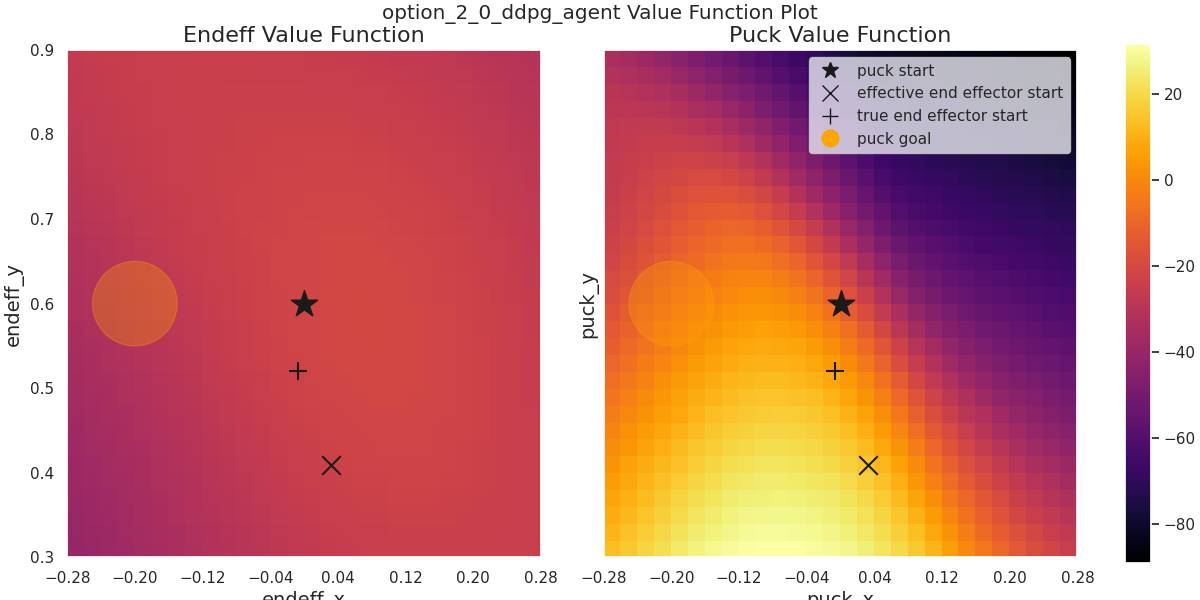 option_2_0_ddpg_agent Value Function Plot
Endeff Value Function
Puck Value Function
0.9
0.8
0.7
0.6
0.5
0.4
0.3
endeff_y
−0.28 −0.20 −0.12 −0.04 0.04 0.12 0.20 0.28
endeff_x
puck_y
puck start
effective end effector start
true end effector start
puck goal
−0.28 −0.20 −0.12 −0.04 0.04 0.12 0.20 0.28
puck_x
20
0
−20
−40
−60
−80